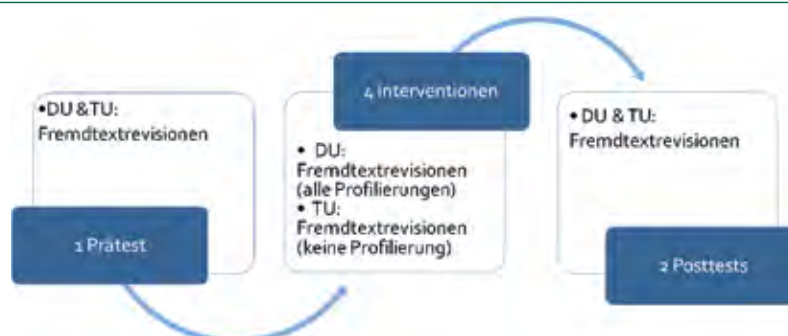 •DU &TU:
Fremdtextrevisionen
1 Prätest
4 Interventionen
• DU:
Fremdtextrevisionen
(alle Profilierungen)
• TU:
Fremdtextrevisionen
(keine Profilierung)
• DU & TU:
Fremdtextrevisionen
2 Posttests